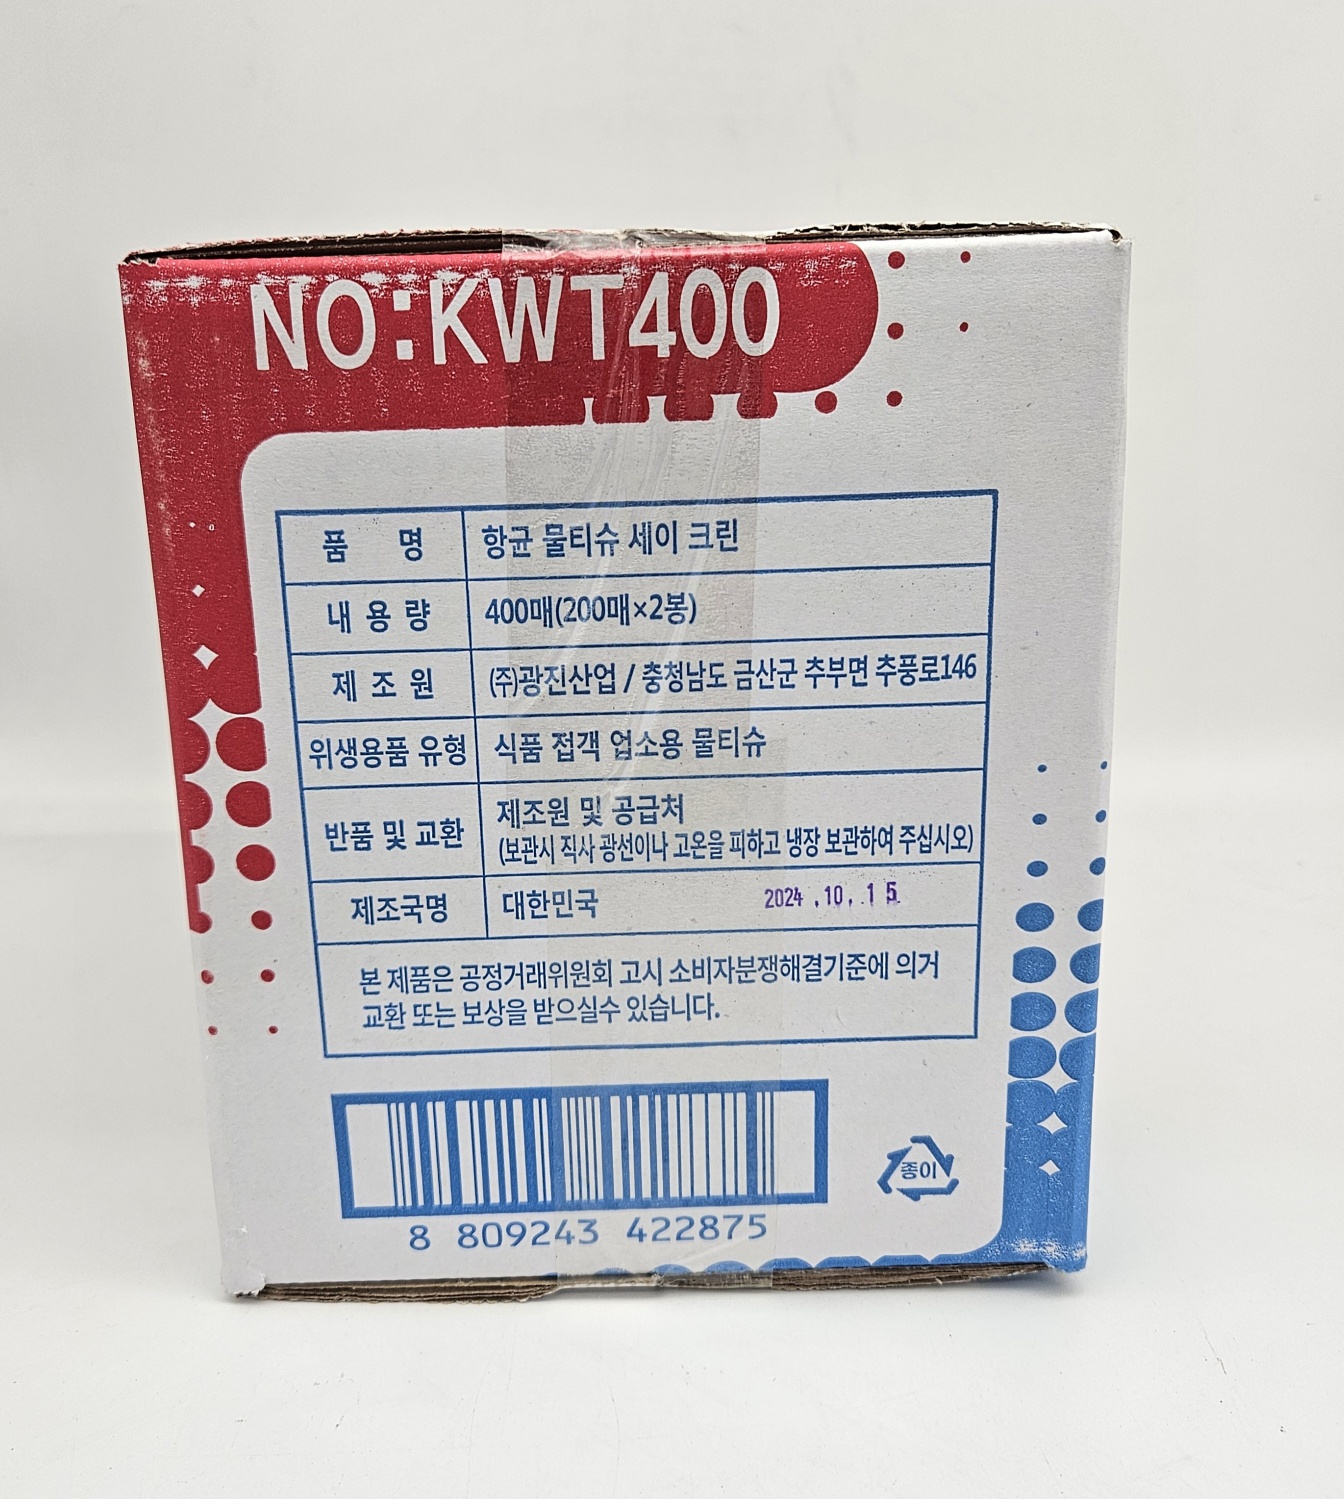 NO:KWT400
품 명 항균 물티슈 세이 크린
내 용 량 400매(200매×2봉)
제 조 원 (주)광진산업 / 충청남도 금산군 추부면 추풍로146
위생용품 유형 식품 접객 업소용 물티슈
반품 및 교환 제조원 및 공급처
(보관시 직사 광선이나 고온을 피하고 냉장 보관하여 주십시오)
제조국명 대한민국 2024 .10. 1 5
본 제품은 공정거래위원회 고시 소비자분쟁해결기준에 의거
교환 또는 보상을 받으실수 있습니다.
종이
8 809243 422875